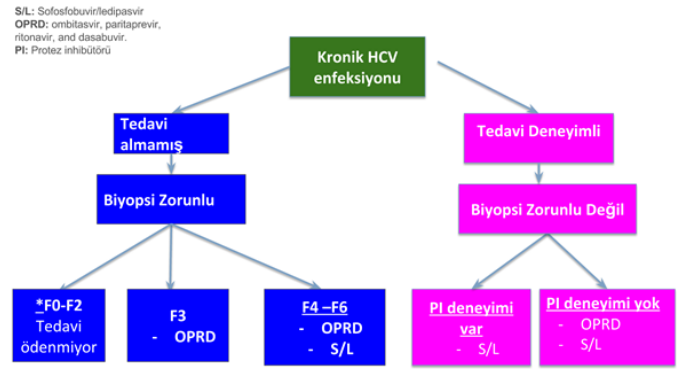 S/L: Sofosfobuvir/ledipasvir
OPRD: ombitasvir, paritaprevir,
ritonavir, and dasabuvir.
PI: Protez inhibütörü
Kronik HCV
enfeksiyonu
Tedavi
almamış
Tedavi Deneyimli
Biyopsi Zorunlu
Biyopsi Zorunlu Değil
*F0-F2
Tedavi
ödenmiyor
F3
- OPRD
F4 –F6
- OPRD
- S/L
PI deneyimi
var
- S/L
PI deneyimi yok
- OPRD
- S/L